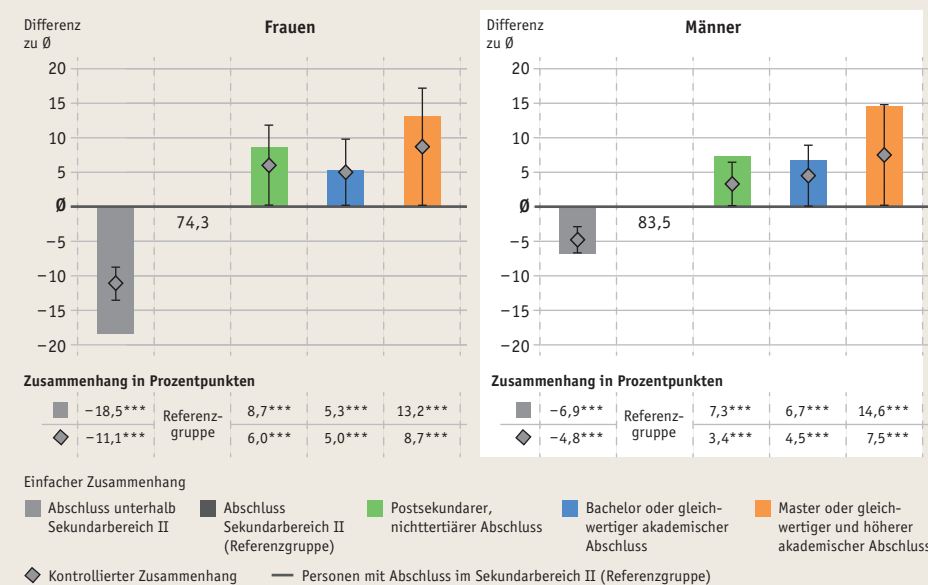 Differenz
zu Ø
Frauen
20
15
10
5
Ø
−5
−10
−15
−20
74,3
Zusammenhang in Prozentpunkten
−18,5*** Referenz-
gruppe 8,7*** 5,3*** 13,2***
−11,1*** 6,0*** 5,0*** 8,7***
Differenz
zu Ø
Männer
20
15
10
5
Ø
−5
−10
−15
−20
83,5
Zusammenhang in Prozentpunkten
−6,9*** Referenz-
gruppe 7,3*** 6,7*** 14,6***
−4,8*** 3,4*** 4,5*** 7,5***
Einfacher Zusammenhang
Abschluss unterhalb
Sekundarbereich II
Abschluss
Sekundarbereich II
(Referenzgruppe)
Postsekundarer,
nichttertiärer Abschluss
Bachelor oder gleich-
wertiger akademischer
Abschluss
Master oder gleich-
wertiger und höherer
akademischer Abschluss
Kontrollierter Zusammenhang
Personen mit Abschluss im Sekundarbereich II (Referenzgruppe)